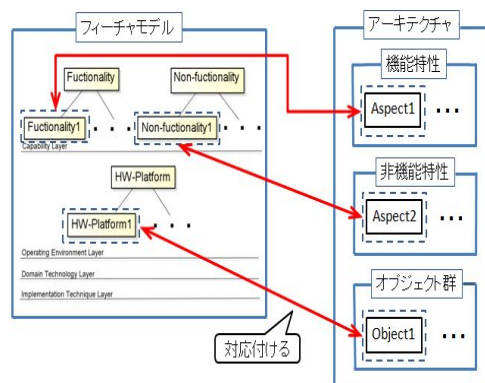 フィーチャモデル
Fuctionality
Non-fuctionality
Fuctionality1
・・・
Non-fuctionality1
・・・
Capability Layer
HW-Platform
HW-Platform1
・・・
Operating Environment Layer
Domain Technology Layer
Implementation Technique Layer
対応付ける
アーキテクチャ
機能特性
Aspect1
・・・
非機能特性
Aspect2
・・・
オブジェクト群
Object1
・・・